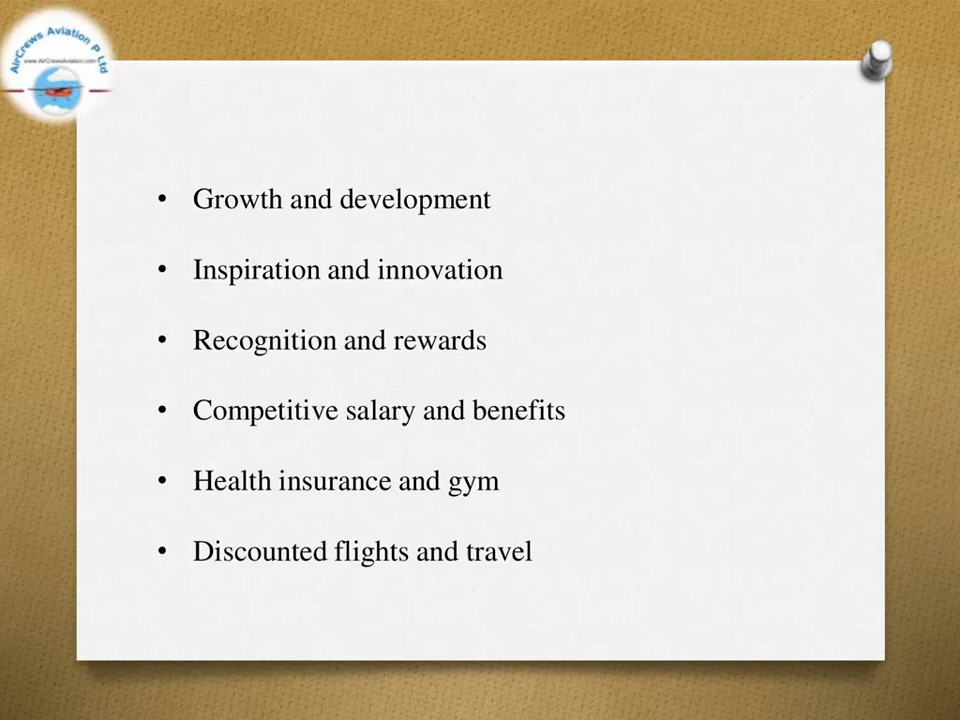 AirCrews Aviation P Ltd
www.AirCrewsAviation.com
• Growth and development
• Inspiration and innovation
• Recognition and rewards
• Competitive salary and benefits
• Health insurance and gym
• Discounted flights and travel